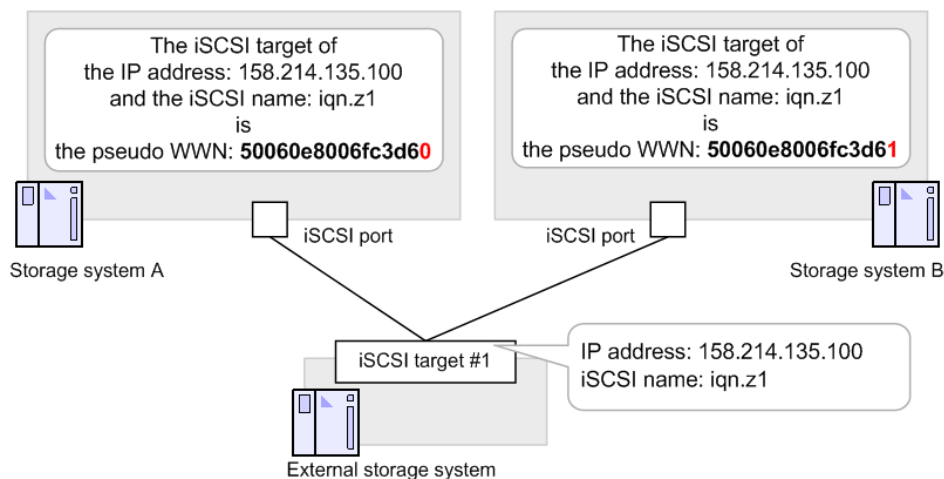 The iSCSI target of
the IP address: 158.214.135.100
and the iSCSI name: iqn.z1
is
the pseudo WWN: 50060e8006fc3d60
The iSCSI target of
the IP address: 158.214.135.100
and the iSCSI name: iqn.z1
is
the pseudo WWN: 50060e8006fc3d61
iSCSI port
iSCSI port
Storage system A
Storage system B
iSCSI target #1
IP address: 158.214.135.100
iSCSI name: iqn.z1
External storage system